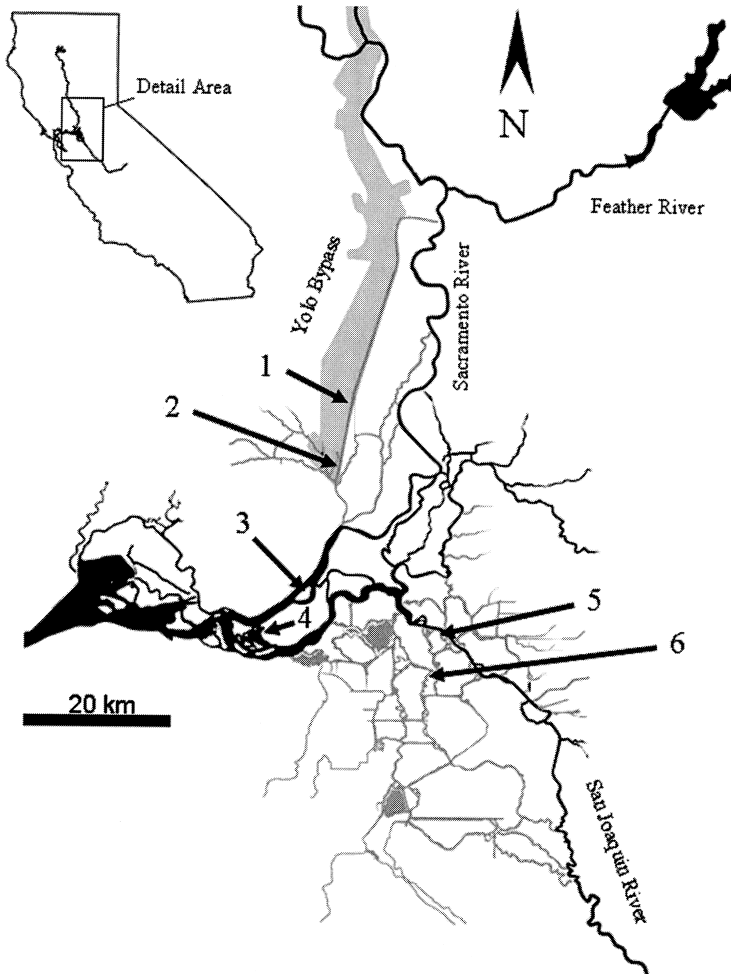 Detail Area
N
Feather River
Yolo Bypass
Sacramento River
1
2
3
4
5
6
20 km
San Joaquin River